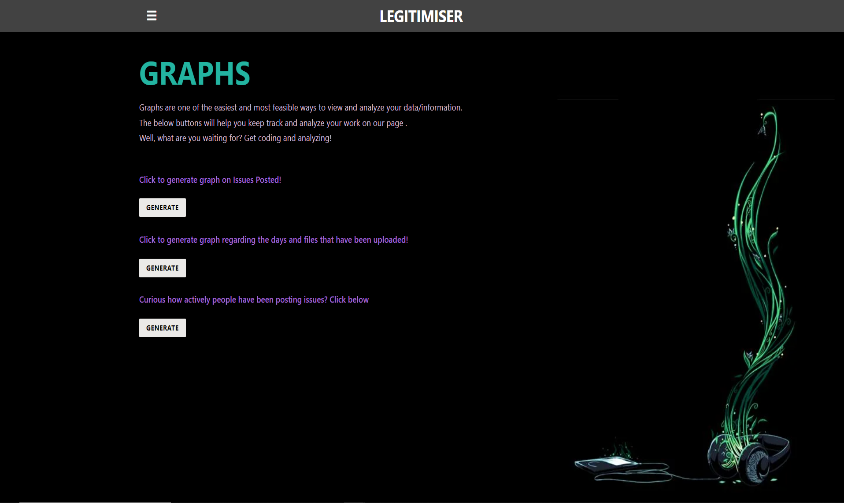 LEGITIMISER
GRAPHS
Graphs are one of the easiest and most feasible ways to view and analyze your data/information.
The below buttons will help you keep track and analyze your work on our page .
Well, what are you waiting for? Get coding and analyzing!
Click to generate graph on Issues Posted!
GENERATE
Click to generate graph regarding the days and files that have been uploaded!
GENERATE
Curious how actively people have been posting issues? Click below
GENERATE